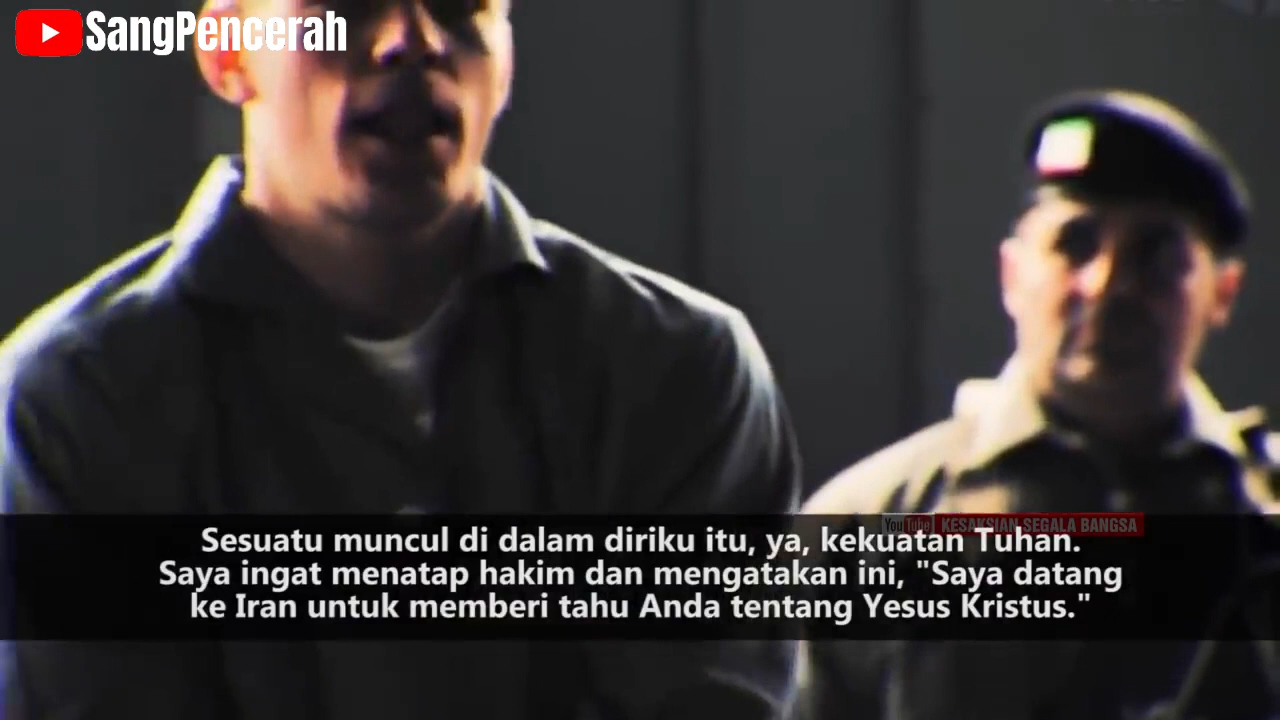 SangPencerah
YouTube KESAKSIAN SEGALA BANGSA
Sesuatu muncul di dalam diriku itu, ya, kekuatan Tuhan.
Saya ingat menatap hakim dan mengatakan ini, "Saya datang
ke Iran untuk memberi tahu Anda tentang Yesus Kristus."